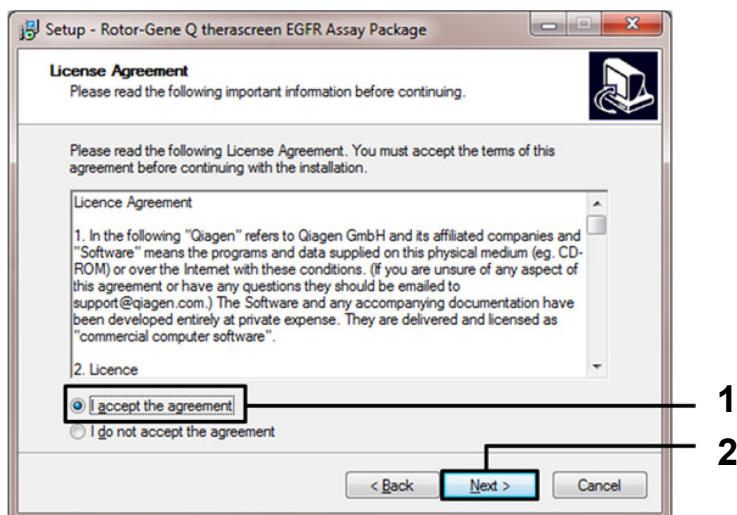 Setup - Rotor-Gene Q therascreen EGFR Assay Package
License Agreement
Please read the following important information before continuing.
Please read the following License Agreement. You must accept the terms of this
agreement before continuing with the installation.
Licence Agreement
1. In the following "Qiagen" refers to Qiagen GmbH and its affiliated companies and
"Software" means the programs and data supplied on this physical medium (eg. CD-
ROM) or over the Internet with these conditions. (If you are unsure of any aspect of
this agreement or have any questions they should be emailed to
support@qiagen.com.) The Software and any accompanying documentation have
been developed entirely at private expense. They are delivered and licensed as
"commercial computer software".
2. Licence
I accept the agreement
1
I do not accept the agreement
2
< Back
Next >
Cancel